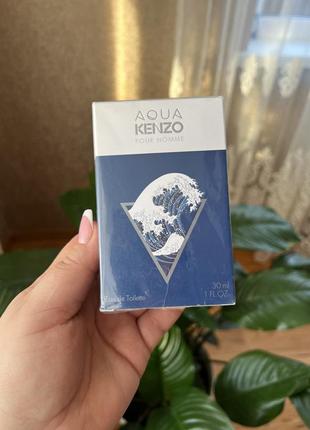 AQUA
KENZO
POUR HOMME
Eau de Toilette
30 ml
1 FL.OZ